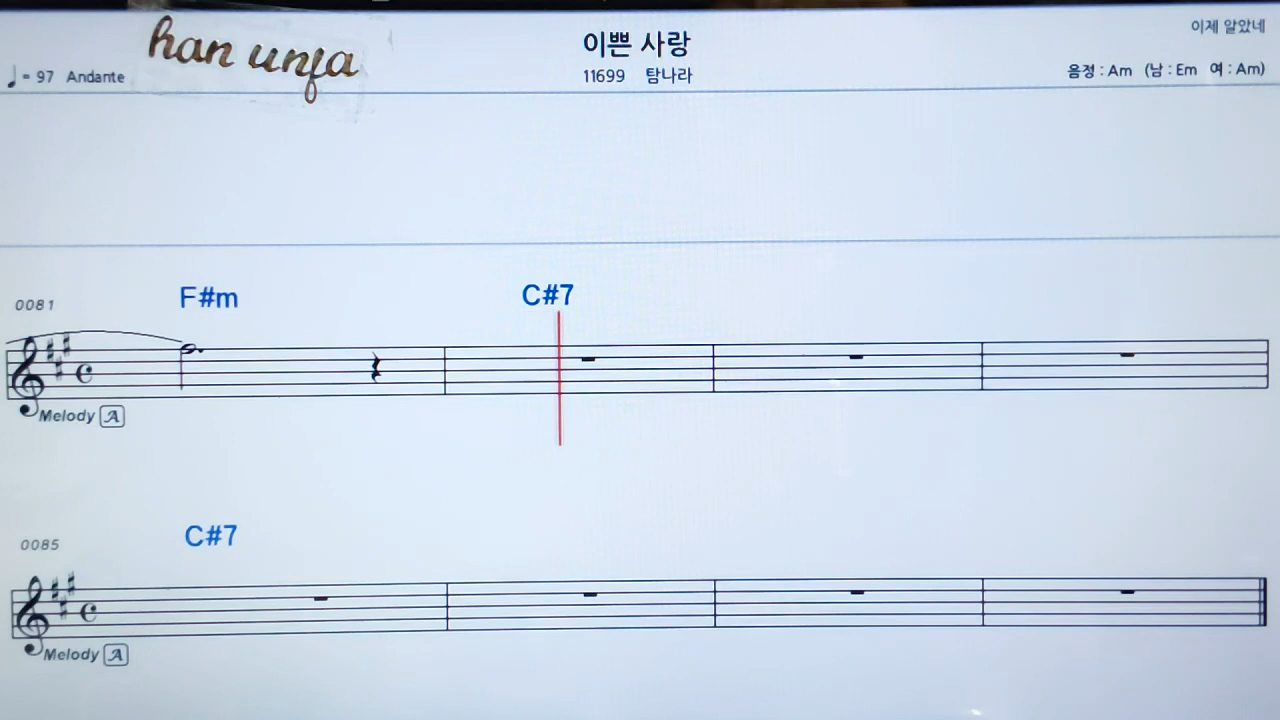 han unja
♩= 97 Andante
이쁜 사랑
11699 탐나라
이제 알았네
음정 : Am (남 : Em 여 : Am)
0081 F#m C#7
Melody A
0085 C#7
Melody A